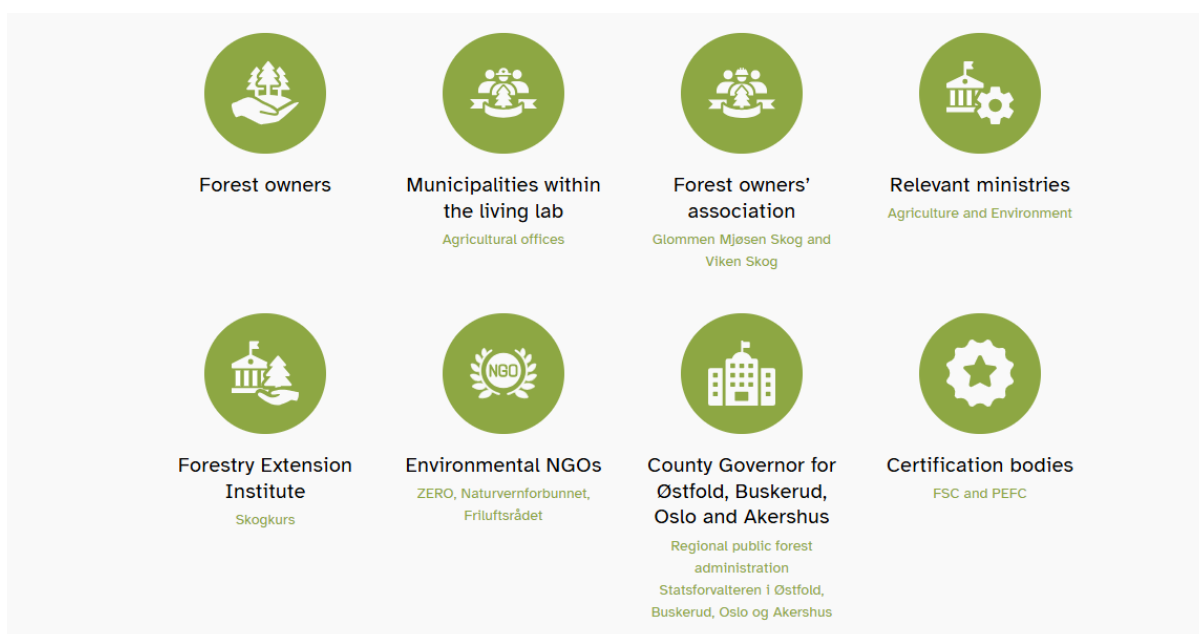 Forest owners
Municipalities within
the living lab
Agricultural offices
Forest owners’
association
Glommen Mjøsen Skog and
Viken Skog
Relevant ministries
Agriculture and Environment
NGO
Forestry Extension
Institute
Skogkurs
Environmental NGOs
ZERO, Naturvernforbunnet,
Friluftsrådet
County Governor for
Østfold, Buskerud,
Oslo and Akershus
Regional public forest
administration
Statsforvalteren i Østfold,
Buskerud, Oslo og Akershus
Certification bodies
FSC and PEFC